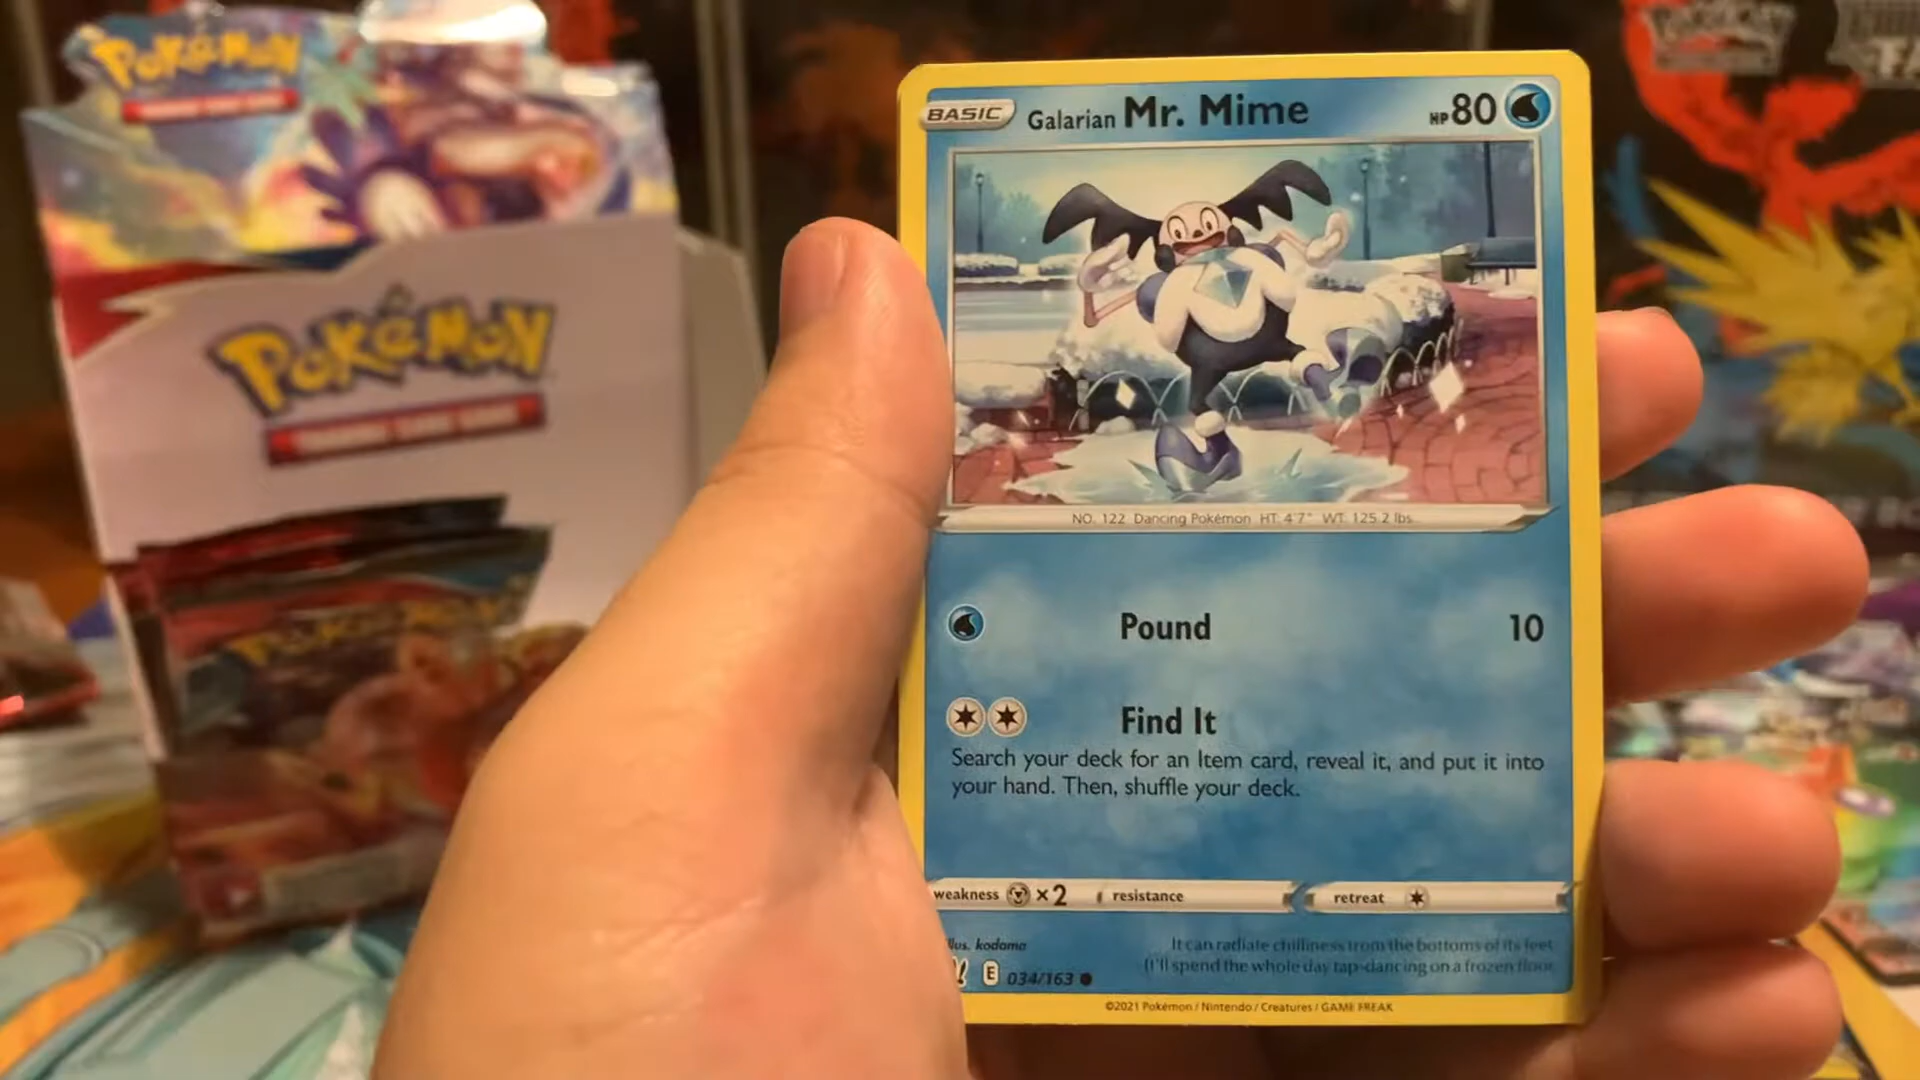 POKéMON
POKéMON
POKéMON
BASIC Galarian Mr. Mime HP 80
NO. 122 Dancing Pokémon HT: 4'7" WT: 125.2 lbs.
Pound 10
Find It
Search your deck for an Item card, reveal it, and put it into
your hand. Then, shuffle your deck.
weakness ×2 resistance retreat
illus. kodama
It can radiate chilliness from the bottoms of its feet.
It'll spend the whole day tap-dancing on a frozen floor.
E 034/163
©2021 Pokémon / Nintendo / Creatures / GAME FREAK